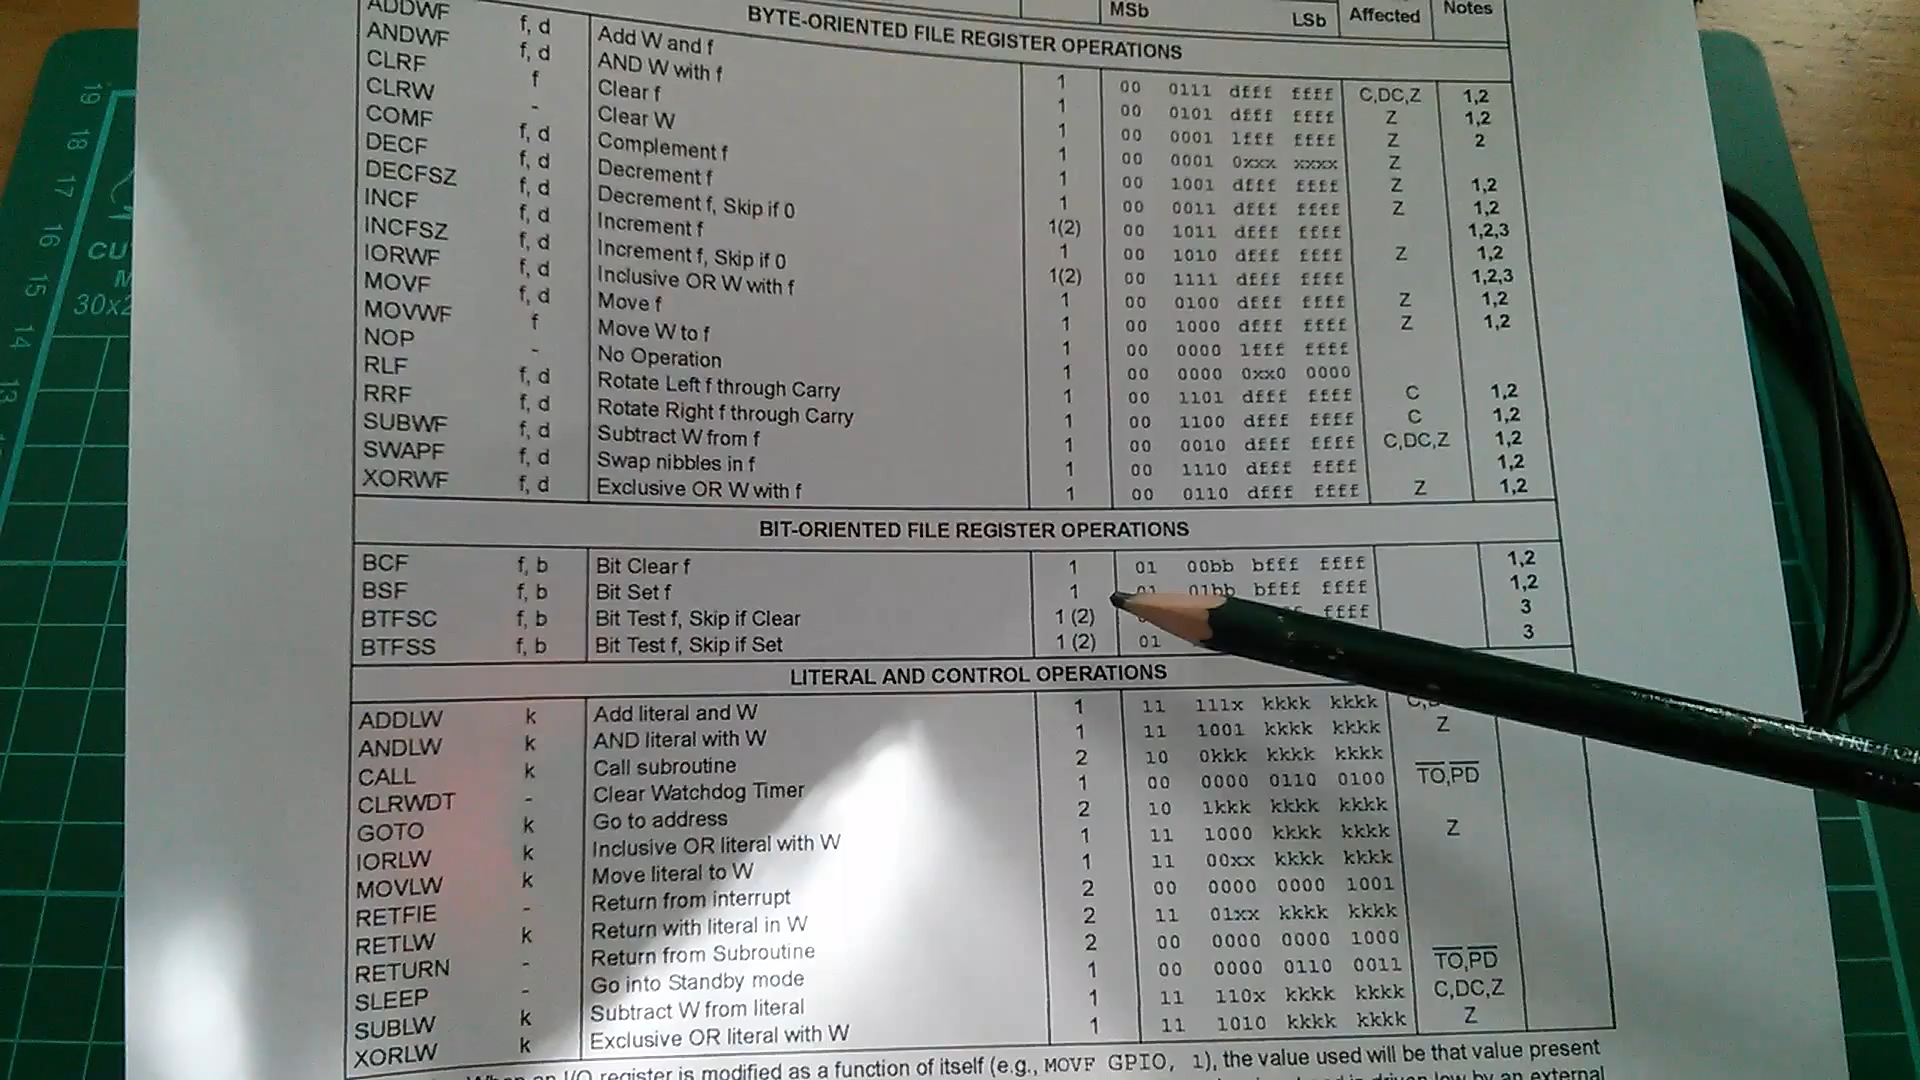 MSb LSb Affected Notes
BYTE-ORIENTED FILE REGISTER OPERATIONS
ADDWF f, d Add W and f 1 00 0111 dfff ffff C,DC,Z 1,2
ANDWF f, d AND W with f 1 00 0101 dfff ffff Z 1,2
CLRF f Clear f 1 00 0001 lfff ffff Z 2
CLRW - Clear W 1 00 0001 0xxx xxxx Z
COMF f, d Complement f 1 00 1001 dfff ffff Z 1,2
DECF f, d Decrement f 1 00 0011 dfff ffff Z 1,2
DECFSZ f, d Decrement f, Skip if 0 1(2) 00 1011 dfff ffff 1,2,3
INCF f, d Increment f 1 00 1010 dfff ffff Z 1,2
INCFSZ f, d Increment f, Skip if 0 1(2) 00 1111 dfff ffff 1,2,3
IORWF f, d Inclusive OR W with f 1 00 0100 dfff ffff Z 1,2
MOVF f, d Move f 1 00 1000 dfff ffff Z 1,2
MOVWF f Move W to f 1 00 0000 lfff ffff
NOP - No Operation 1 00 0000 0xx0 0000
RLF f, d Rotate Left f through Carry 1 00 1101 dfff ffff C 1,2
RRF f, d Rotate Right f through Carry 1 00 1100 dfff ffff C 1,2
SUBWF f, d Subtract W from f 1 00 0010 dfff ffff C,DC,Z 1,2
SWAPF f, d Swap nibbles in f 1 00 1110 dfff ffff 1,2
XORWF f, d Exclusive OR W with f 1 00 0110 dfff ffff Z 1,2
BIT-ORIENTED FILE REGISTER OPERATIONS
BCF f, b Bit Clear f 1 01 00bb bfff ffff 1,2
BSF f, b Bit Set f 1 01 01bb bfff ffff 1,2
BTFSC f, b Bit Test f, Skip if Clear 1 (2) ffff 3
BTFSS f, b Bit Test f, Skip if Set 1 (2) 01 3
LITERAL AND CONTROL OPERATIONS
ADDLW k Add literal and W 1 11 111x kkkk kkkk
ANDLW k AND literal with W 1 11 1001 kkkk kkkk Z
CALL k Call subroutine 2 10 0kkk kkkk kkkk
CLRWDT - Clear Watchdog Timer 1 00 0000 0110 0100 TO,PD
GOTO k Go to address 2 10 1kkk kkkk kkkk
IORLW k Inclusive OR literal with W 1 11 1000 kkkk kkkk Z
MOVLW k Move literal to W 1 11 00xx kkkk kkkk
RETFIE - Return from interrupt 2 00 0000 0000 1001
RETLW k Return with literal in W 2 11 01xx kkkk kkkk
RETURN - Return from Subroutine 2 00 0000 0000 1000
SLEEP - Go into Standby mode 1 00 0000 0110 0011 TO,PD
SUBLW k Subtract W from literal 1 11 110x kkkk kkkk C,DC,Z
XORLW k Exclusive OR literal with W 1 11 1010 kkkk kkkk Z
When an I/O register is modified as a function of itself (e.g., MOVF GPIO, 1), the value used will be that value present
driven low by an external
19
18
17
16
15
14
13